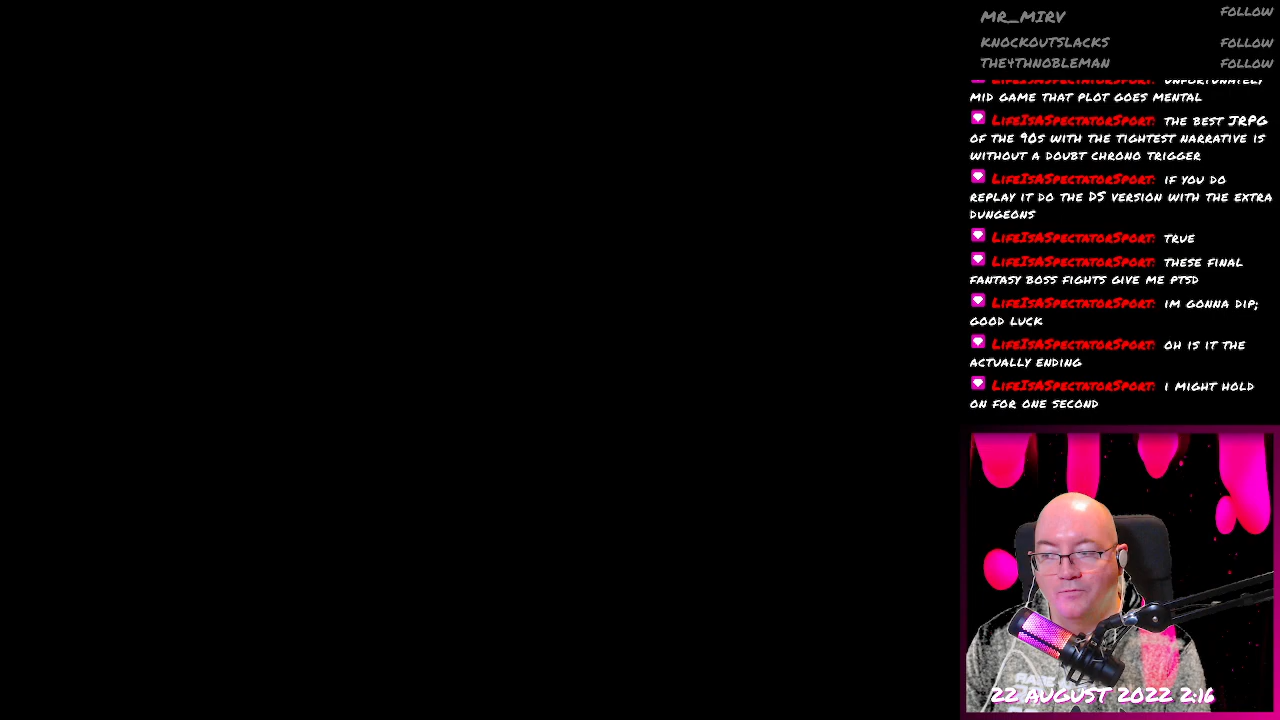 MR_MIRV FOLLOW
KNOCKOUTSLACKS FOLLOW
THE4THNOBLEMAN FOLLOW
LifeIsASpectatorSport: UNFORTUNATELY
MID GAME THAT PLOT GOES MENTAL
LifeIsASpectatorSport: THE BEST JRPG
OF THE 90S WITH THE TIGHTEST NARRATIVE IS
WITHOUT A DOUBT CHRONO TRIGGER
LifeIsASpectatorSport: IF YOU DO
REPLAY IT DO THE DS VERSION WITH THE EXTRA
DUNGEONS
LifeIsASpectatorSport: TRUE
LifeIsASpectatorSport: THESE FINAL
FANTASY BOSS FIGHTS GIVE ME PTSD
LifeIsASpectatorSport: IM GONNA DIP;
GOOD LUCK
LifeIsASpectatorSport: OH IS IT THE
ACTUALLY ENDING
LifeIsASpectatorSport: I MIGHT HOLD
ON FOR ONE SECOND
22 AUGUST 2022 2:16